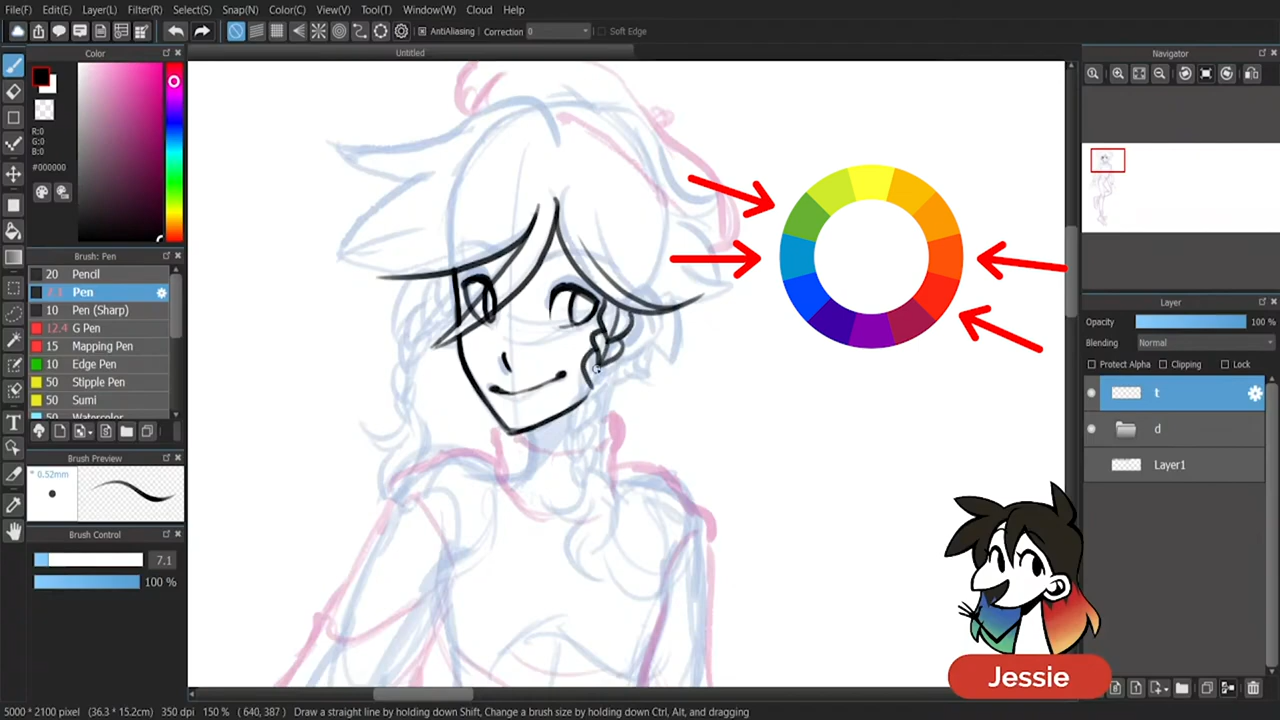 File(F) Edit(E) Layer(L) Filter(R) Select(S) Snap(N) Color(C) View(V) Tool(T) Window(W) Cloud Help
AntiAliasing Correction 0 Soft Edge
Color
Untitled
Navigator
R:0
G:0
B:0
#000000
Brush: Pen
20 Pencil
Pen
10 Pen (Sharp)
12.4 G Pen
15 Mapping Pen
10 Edge Pen
50 Stipple Pen
50 Sumi
50 Watercolor
Brush Preview
* 0.52mm
Brush Control
7.1
100 %
Layer
Opacity 100 %
Blending Normal
Protect Alpha Clipping Lock
t
d
Layer1
Jessie
5000 * 2100 pixel (36.3 * 15.2cm) 350 dpi 150 % ( 640, 387 ) Draw a straight line by holding down Shift, Change a brush size by holding down Ctrl, Alt, and dragging